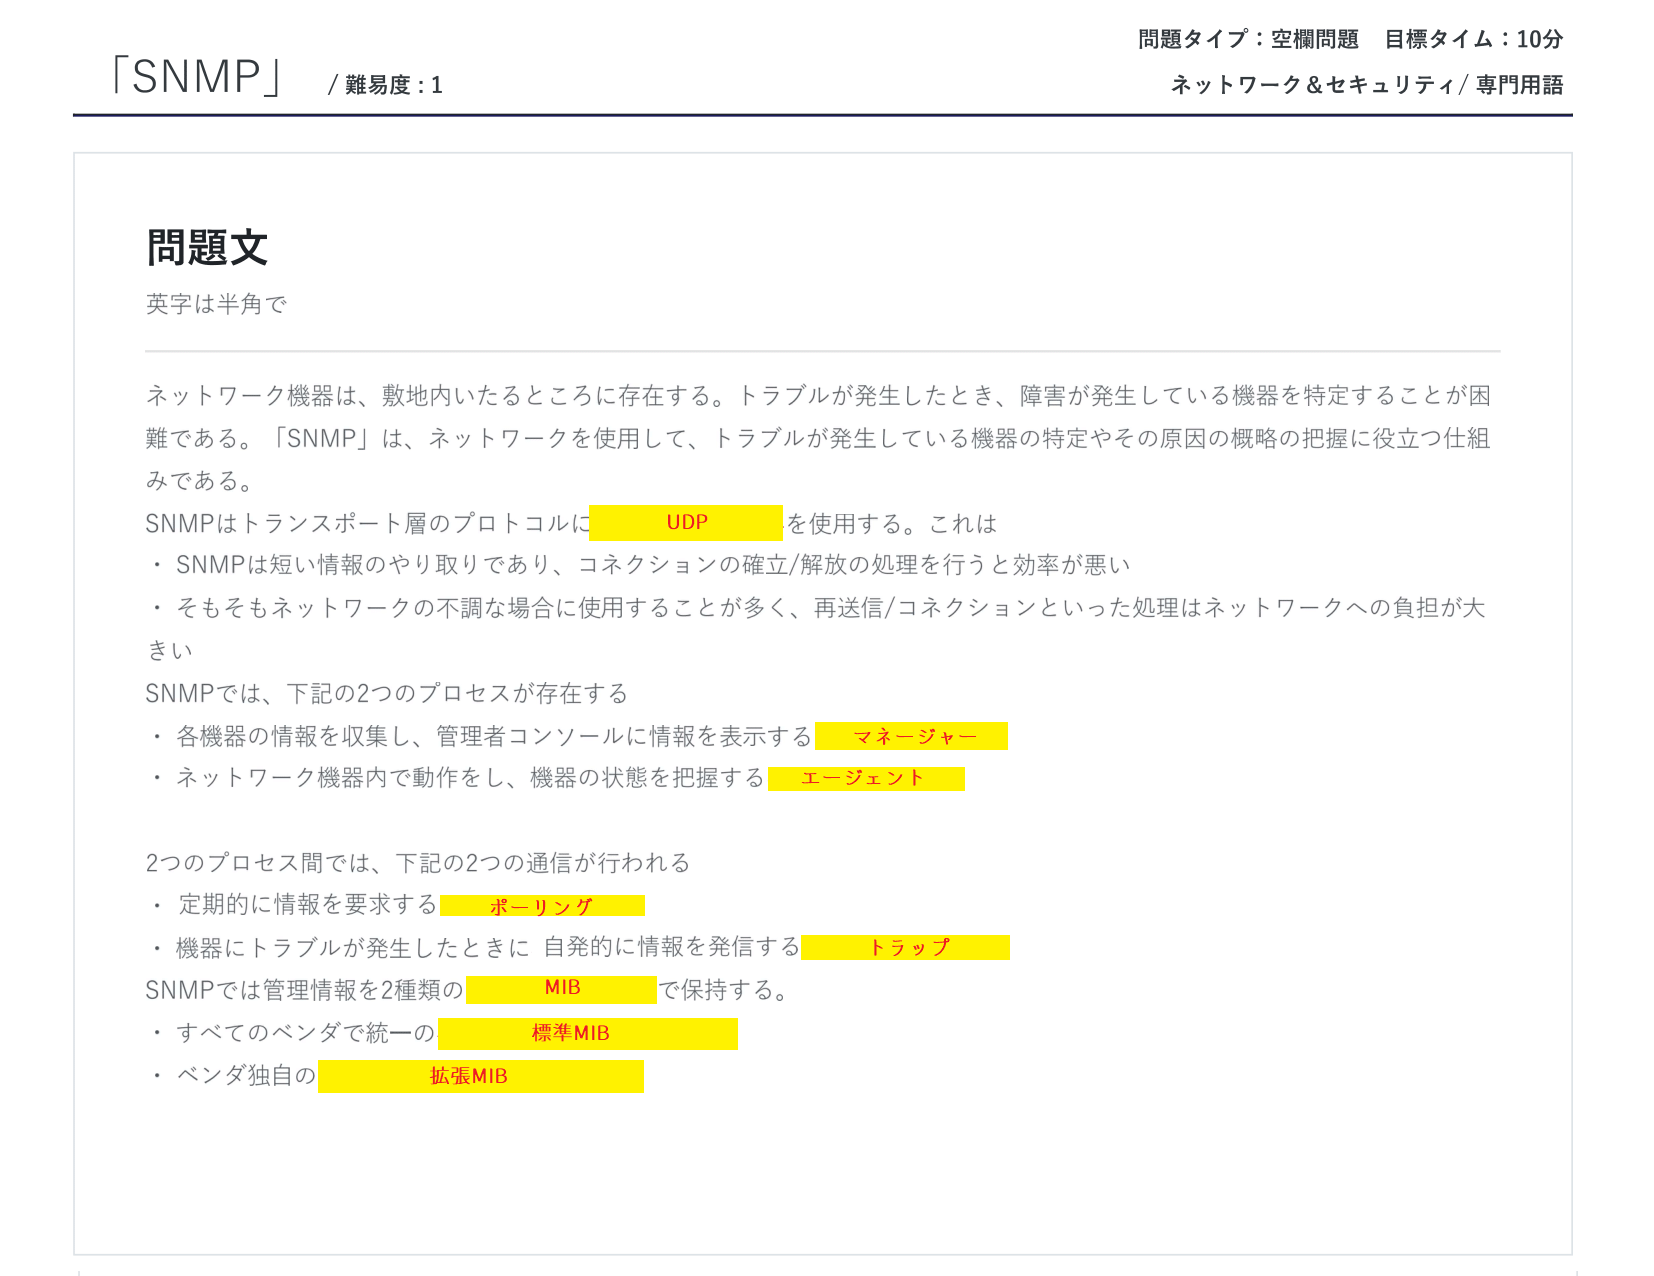 「SNMP」 / 難易度 : 1
問題タイプ：空欄問題　目標タイム：10分
ネットワーク＆セキュリティ/ 専門用語
問題文
英字は半角で
ネットワーク機器は、敷地内いたるところに存在する。トラブルが発生したとき、障害が発生している機器を特定することが困
難である。「SNMP」は、ネットワークを使用して、トラブルが発生している機器の特定やその原因の概略の把握に役立つ仕組
みである。
SNMPはトランスポート層のプロトコルに UDP を使用する。これは
・ SNMPは短い情報のやり取りであり、コネクションの確立/解放の処理を行うと効率が悪い
・ そもそもネットワークの不調な場合に使用することが多く、再送信/コネクションといった処理はネットワークへの負担が大
きい
SNMPでは、下記の2つのプロセスが存在する
・ 各機器の情報を収集し、管理者コンソールに情報を表示する マネージャー
・ ネットワーク機器内で動作をし、機器の状態を把握する エージェント
2つのプロセス間では、下記の2つの通信が行われる
・ 定期的に情報を要求する ポーリング
・ 機器にトラブルが発生したときに 自発的に情報を発信する トラップ
SNMPでは管理情報を2種類の MIB で保持する。
・ すべてのベンダで統一の 標準MIB
・ ベンダ独自の 拡張MIB